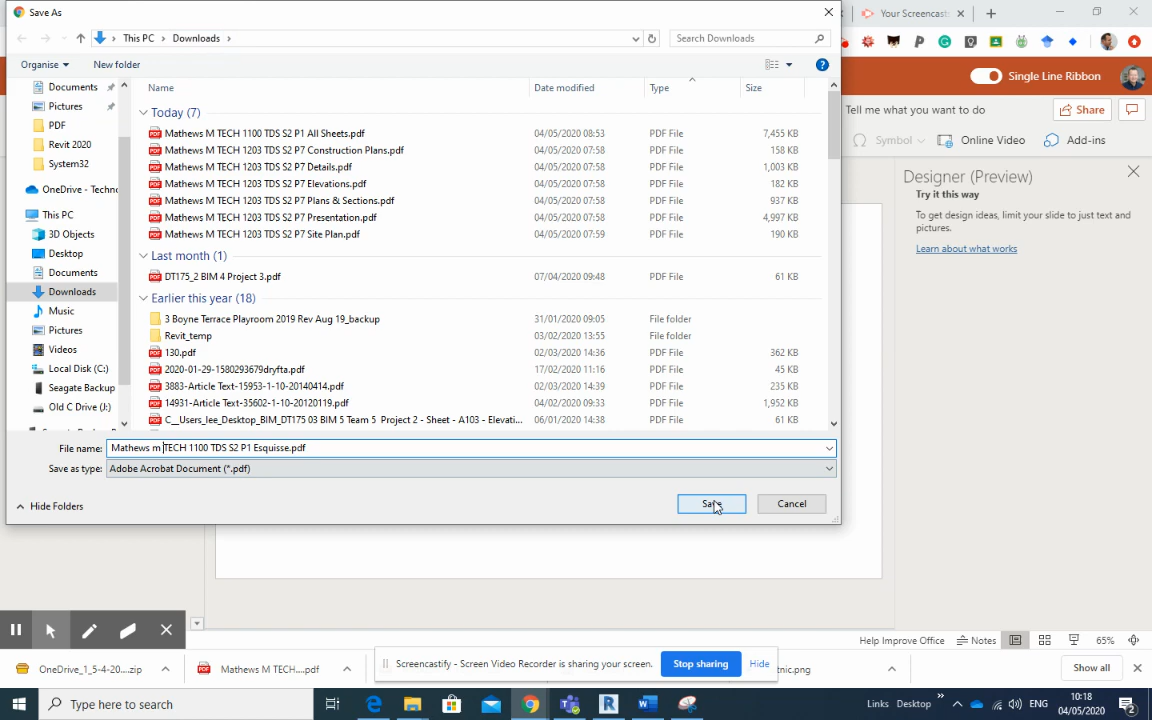 Save As
Your Screencast
This PC > Downloads >
Search Downloads
Organise
New folder
Single Line Ribbon
Tell me what you want to do
Share
Symbol
Online Video
Add-ins
Designer (Preview)
Try it this way
To get design ideas, limit your slide to just text and
pictures.
Learn about what works
Documents
Pictures
PDF
Revit 2020
System32
OneDrive - Techno
This PC
3D Objects
Desktop
Documents
Downloads
Music
Pictures
Videos
Local Disk (C:)
Seagate Backup
Old C Drive (J:)
Name Date modified Type Size
Today (7)
Mathews M TECH 1100 TDS S2 P1 All Sheets.pdf 04/05/2020 08:53 PDF File 7,455 KB
Mathews M TECH 1203 TDS S2 P7 Construction Plans.pdf 04/05/2020 07:58 PDF File 158 KB
Mathews M TECH 1203 TDS S2 P7 Details.pdf 04/05/2020 07:58 PDF File 1,003 KB
Mathews M TECH 1203 TDS S2 P7 Elevations.pdf 04/05/2020 07:58 PDF File 182 KB
Mathews M TECH 1203 TDS S2 P7 Plans & Sections.pdf 04/05/2020 07:58 PDF File 937 KB
Mathews M TECH 1203 TDS S2 P7 Presentation.pdf 04/05/2020 07:58 PDF File 4,997 KB
Mathews M TECH 1203 TDS S2 P7 Site Plan.pdf 04/05/2020 07:59 PDF File 190 KB
Last month (1)
DT175_2 BIM 4 Project 3.pdf 07/04/2020 09:48 PDF File 61 KB
Earlier this year (18)
3 Boyne Terrace Playroom 2019 Rev Aug 19_backup 31/01/2020 09:05 File folder
Revit_temp 03/02/2020 13:55 File folder
130.pdf 02/03/2020 14:36 PDF File 362 KB
2020-01-29-1580293679dryfta.pdf 17/02/2020 11:16 PDF File 45 KB
3883-Article Text-15953-1-10-20140414.pdf 02/03/2020 14:39 PDF File 235 KB
14931-Article Text-35602-1-10-20120119.pdf 04/02/2020 09:33 PDF File 1,952 KB
C__Users_lee_Desktop_BIM_DT175 03 BIM 5 Team 5 Project 2 - Sheet - A103 - Elevati... 06/01/2020 14:38 PDF File 61 KB
File name: Mathews m TECH 1100 TDS S2 P1 Esquisse.pdf
Save as type: Adobe Acrobat Document (*.pdf)
Hide Folders
Save
Cancel
Help Improve Office
Notes
65%
OneDrive_1_5-4-20....zip
Mathews M TECH....pdf
Screencastify - Screen Video Recorder is sharing your screen.
Stop sharing
Hide
tnic.png
Show all
Type here to search
Links Desktop
ENG
10:18
04/05/2020
2